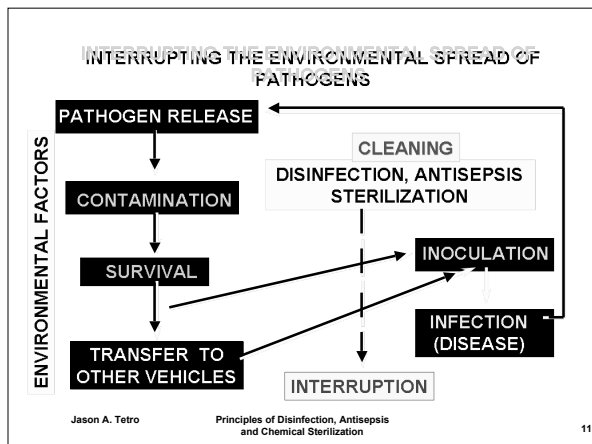 INTERRUPTING THE ENVIRONMENTAL SPREAD OF
PATHOGENS
PATHOGEN RELEASE
ENVIRONMENTAL FACTORS
CLEANING
DISINFECTION, ANTISEPSIS
STERILIZATION
CONTAMINATION
INOCULATION
SURVIVAL
INFECTION
(DISEASE)
TRANSFER TO
OTHER VEHICLES
INTERRUPTION
Jason A. Tetro
Principles of Disinfection, Antisepsis
and Chemical Sterilization
11